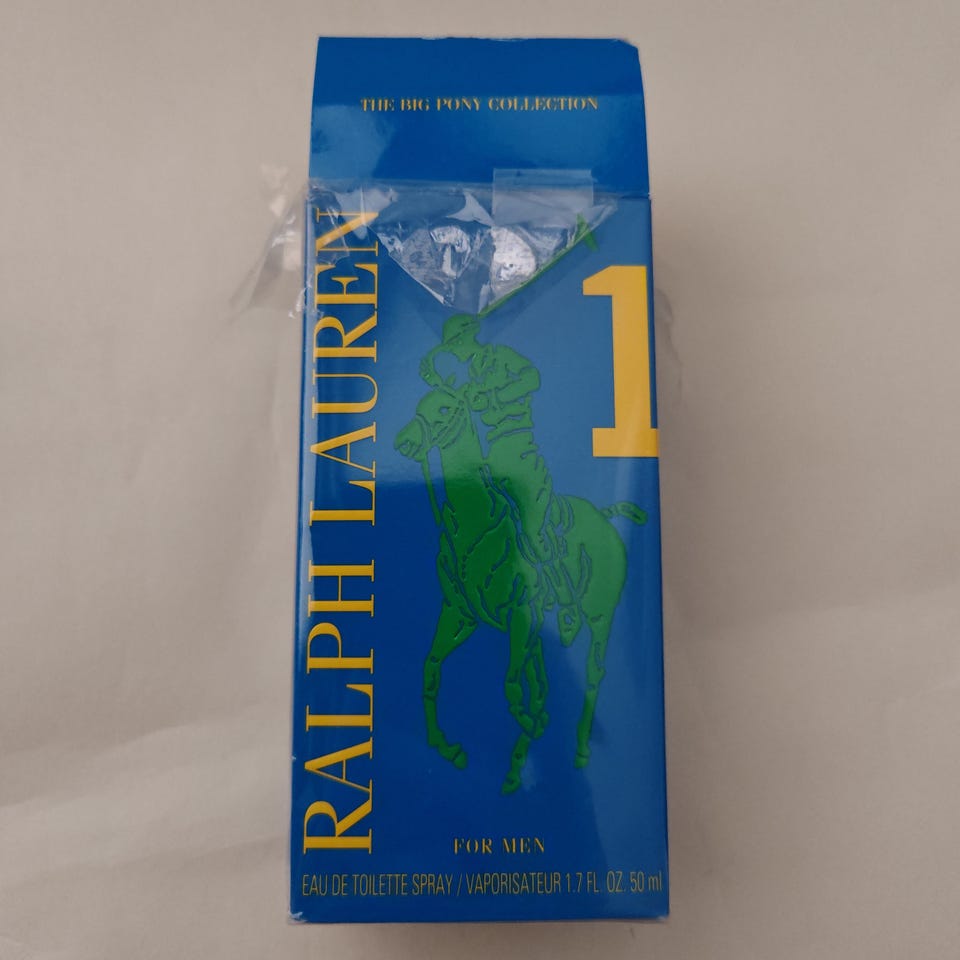 THE BIG PONY COLLECTION
RALPH LAUREN
1
FOR MEN
EAU DE TOILETTE SPRAY / VAPORISATEUR 1.7 FL. OZ. 50 ml